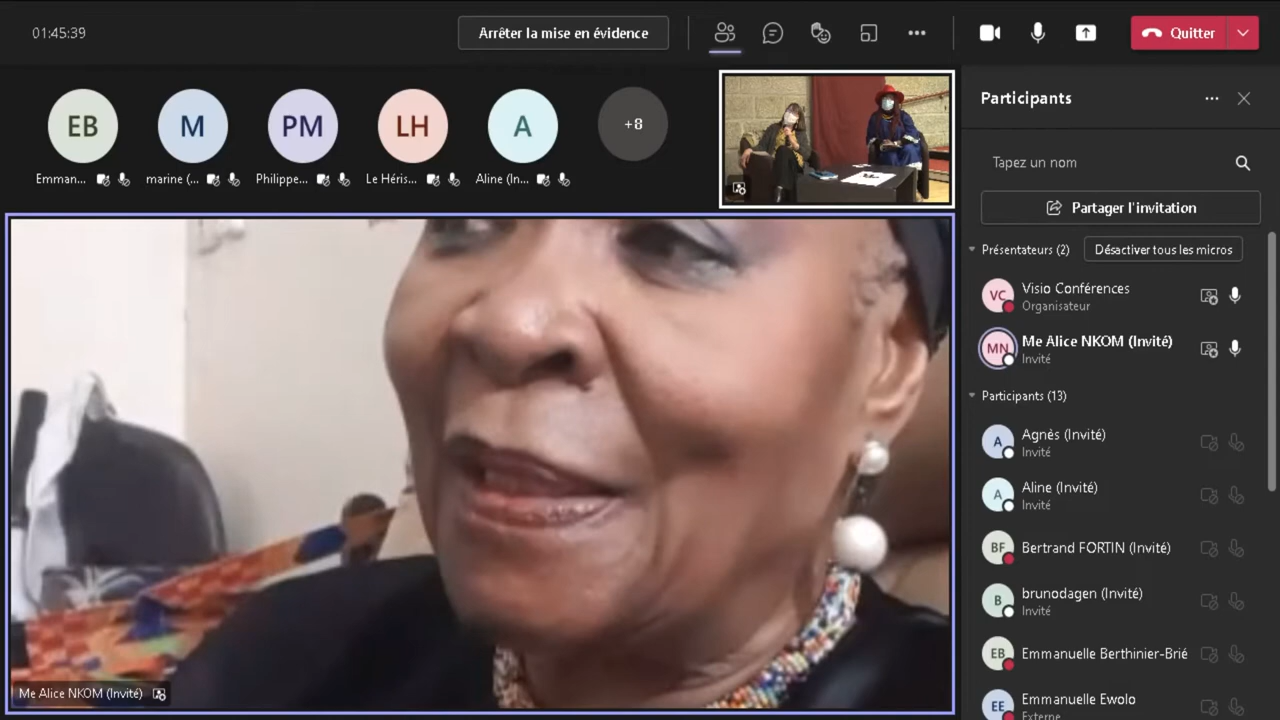 01:45:39
Arrêter la mise en évidence
Quitter
EB
M
PM
LH
A
+8
Emman...
marine (...
Philippe...
Le Héris...
Aline (In...
Me Alice NKOM (Invité)
Participants
Tapez un nom
Partager l'invitation
Présentateurs (2)
Désactiver tous les micros
VC
Visio Conférences
Organisateur
MN
Me Alice NKOM (Invité)
Invité
Participants (13)
A
Agnès (Invité)
Invité
A
Aline (Invité)
Invité
BF
Bertrand FORTIN (Invité)
B
brunodagen (Invité)
Invité
EB
Emmanuelle Berthinier-Brié
EE
Emmanuelle Ewolo
Externe